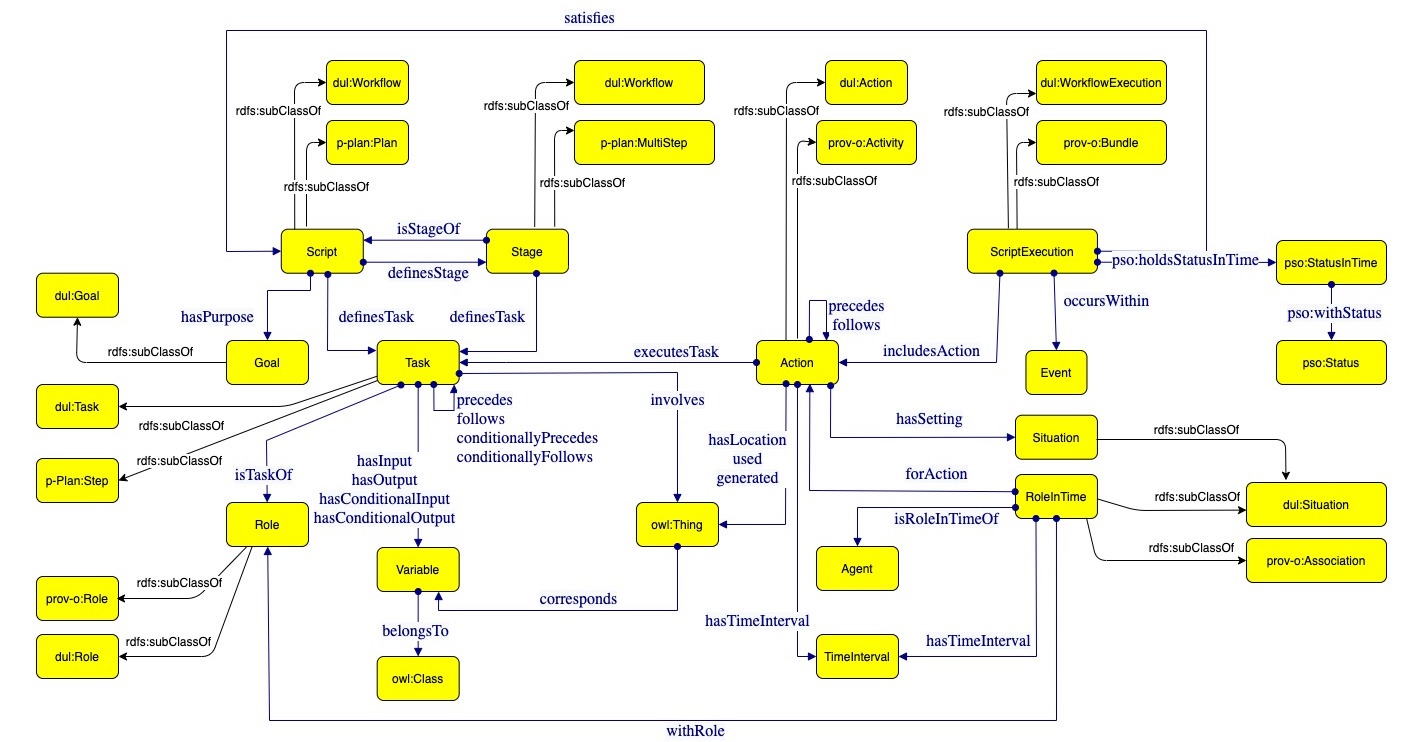 satisfies
dul:Workflow
dul:Workflow
dul:Action
dul:WorkflowExecution
rdfs:subClassOf
rdfs:subClassOf
rdfs:subClassOf
rdfs:subClassOf
p-plan:Plan
p-plan:MultiStep
prov-o:Activity
prov-o:Bundle
rdfs:subClassOf
rdfs:subClassOf
rdfs:subClassOf
rdfs:subClassOf
isStageOf
Script
Stage
ScriptExecution
pso:holdsStatusInTime
pso:StatusInTime
definesStage
dul:Goal
hasPurpose
definesTask
definesTask
precedes
follows
occursWithin
pso:withStatus
rdfs:subClassOf
Goal
Task
executesTask
Action
includesAction
Event
pso:Status
dul:Task
rdfs:subClassOf
precedes
follows
conditionallyPrecedes
conditionallyFollows
involves
hasLocation
used
generated
hasSetting
Situation
rdfs:subClassOf
p-Plan:Step
rdfs:subClassOf
isTaskOf
hasInput
hasOutput
hasConditionalInput
hasConditionalOutput
forAction
RoleInTime
rdfs:subClassOf
dul:Situation
Role
owl:Thing
isRoleInTimeOf
rdfs:subClassOf
prov-o:Association
Variable
Agent
prov-o:Role
rdfs:subClassOf
corresponds
hasTimeInterval
belongsTo
dul:Role
rdfs:subClassOf
owl:Class
TimeInterval
hasTimeInterval
withRole